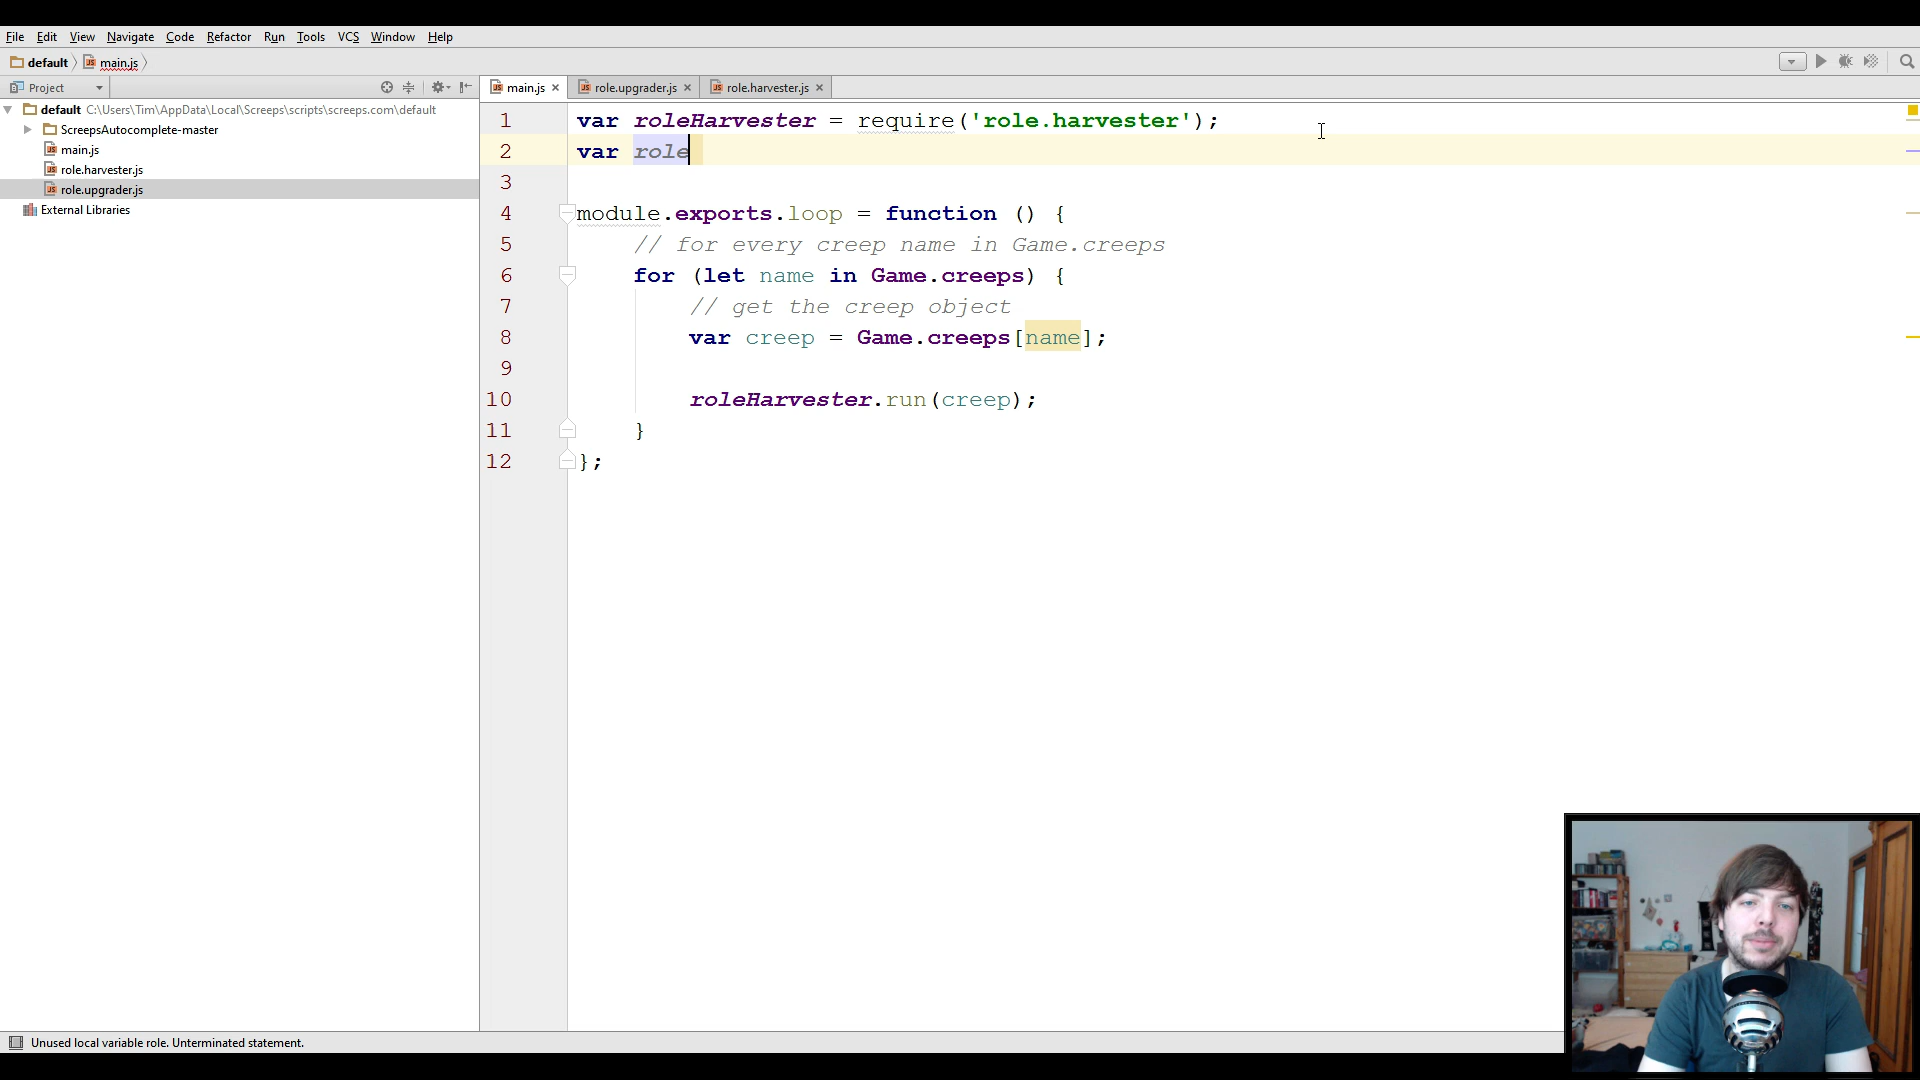 File Edit View Navigate Code Refactor Run Tools VCS Window Help
default main.js
Project
main.js role.upgrader.js role.harvester.js
default C:\Users\Tim\AppData\Local\Screeps\scripts\screeps.com\default
ScreepsAutocomplete-master
main.js
role.harvester.js
role.upgrader.js
External Libraries
1 var roleHarvester = require('role.harvester');
2 var role
3
4 module.exports.loop = function () {
5 // for every creep name in Game.creeps
6 for (let name in Game.creeps) {
7 // get the creep object
8 var creep = Game.creeps[name];
9
10 roleHarvester.run(creep);
11 }
12 };
Unused local variable role. Unterminated statement.